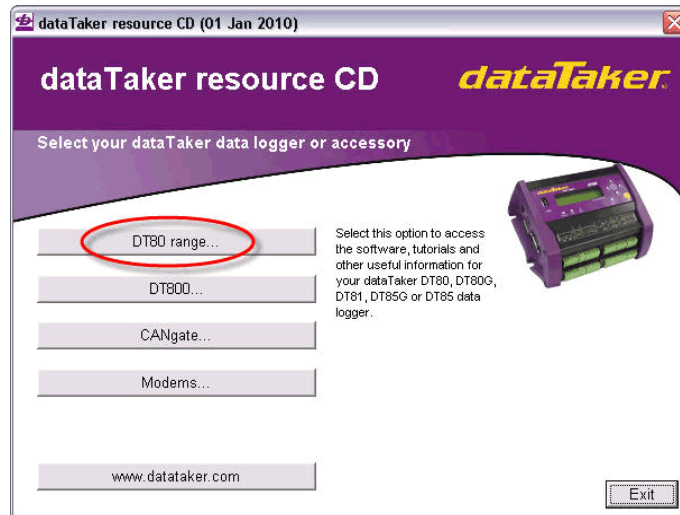 dataTaker resource CD (01 Jan 2010)
dataTaker resource CD
dataTaker
Select your dataTaker data logger or accessory
DT80 range...
DT800...
CANgate...
Modems...
www.datataker.com
Select this option to access
the software, tutorials and
other useful information for
your dataTaker DT80, DT80G,
DT81, DT85G or DT85 data
logger.
Exit